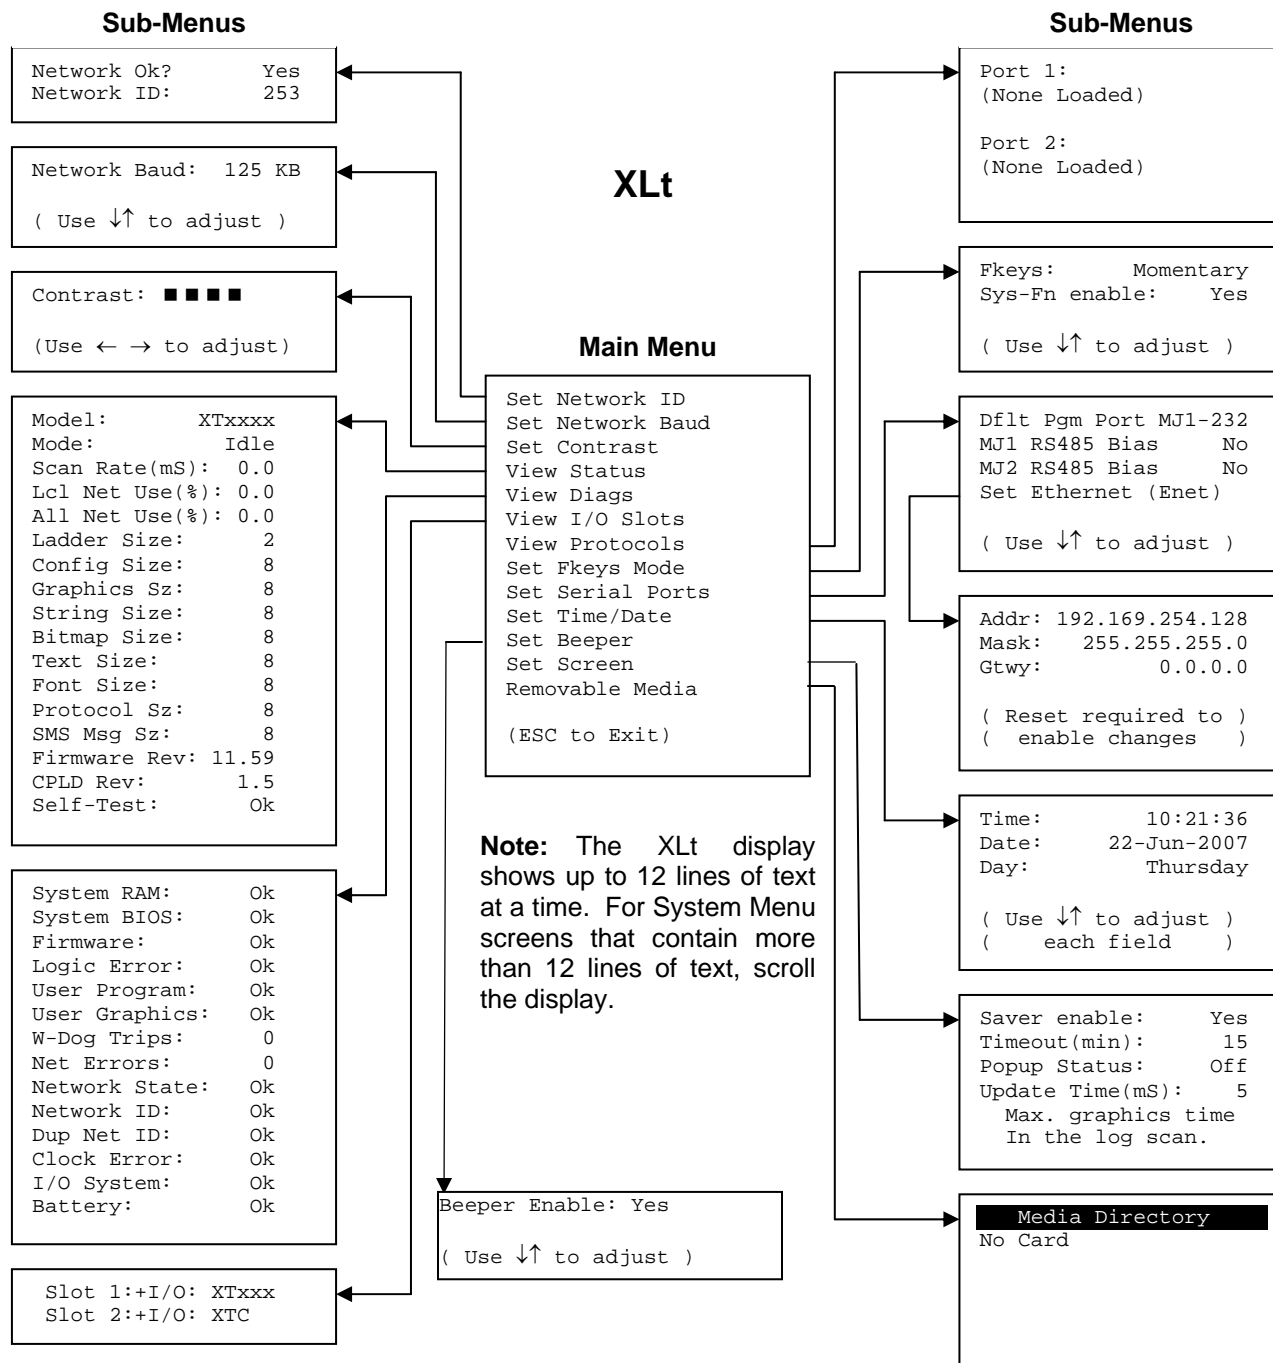 Sub-Menus
Network Ok? Yes
Network ID: 253
Network Baud: 125 KB
( Use ↓↑ to adjust )
Contrast: ■ ■ ■ ■
(Use ← → to adjust)
Model: XTxxxx
Mode: Idle
Scan Rate(mS): 0.0
Lcl Net Use(%): 0.0
All Net Use(%): 0.0
Ladder Size: 2
Config Size: 8
Graphics Sz: 8
String Size: 8
Bitmap Size: 8
Text Size: 8
Font Size: 8
Protocol Sz: 8
SMS Msg Sz: 8
Firmware Rev: 11.59
CPLD Rev: 1.5
Self-Test: Ok
System RAM: Ok
System BIOS: Ok
Firmware: Ok
Logic Error: Ok
User Program: Ok
User Graphics: Ok
W-Dog Trips: 0
Net Errors: 0
Network State: Ok
Network ID: Ok
Dup Net ID: Ok
Clock Error: Ok
I/O System: Ok
Battery: Ok
Slot 1:+I/O: XTxxx
Slot 2:+I/O: XTC
XLt
Main Menu
Set Network ID
Set Network Baud
Set Contrast
View Status
View Diags
View I/O Slots
View Protocols
Set Fkeys Mode
Set Serial Ports
Set Time/Date
Set Beeper
Set Screen
Removable Media
(ESC to Exit)
Note: The XLt display
shows up to 12 lines of text
at a time. For System Menu
screens that contain more
than 12 lines of text, scroll
the display.
Beeper Enable: Yes
( Use ↓↑ to adjust )
Sub-Menus
Port 1:
(None Loaded)
Port 2:
(None Loaded)
Fkeys: Momentary
Sys-Fn enable: Yes
( Use ↓↑ to adjust )
Dflt Pgm Port MJ1-232
MJ1 RS485 Bias No
MJ2 RS485 Bias No
Set Ethernet (Enet)
( Use ↓↑ to adjust )
Addr: 192.169.254.128
Mask: 255.255.255.0
Gtwy: 0.0.0.0
( Reset required to )
( enable changes )
Time: 10:21:36
Date: 22-Jun-2007
Day: Thursday
( Use ↓↑ to adjust )
( each field )
Saver enable: Yes
Timeout(min): 15
Popup Status: Off
Update Time(mS): 5
Max. graphics time
In the log scan.
Media Directory
No Card